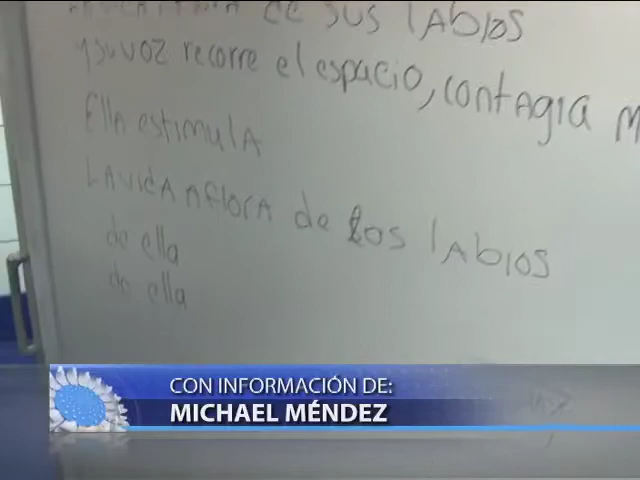 DE SUS LABIOS
y su voz recorre el espacio, contagia
Ella estimula
La vida aflora de los labios
de ella
de ella
CON INFORMACIÓN DE:
MICHAEL MÉNDEZ